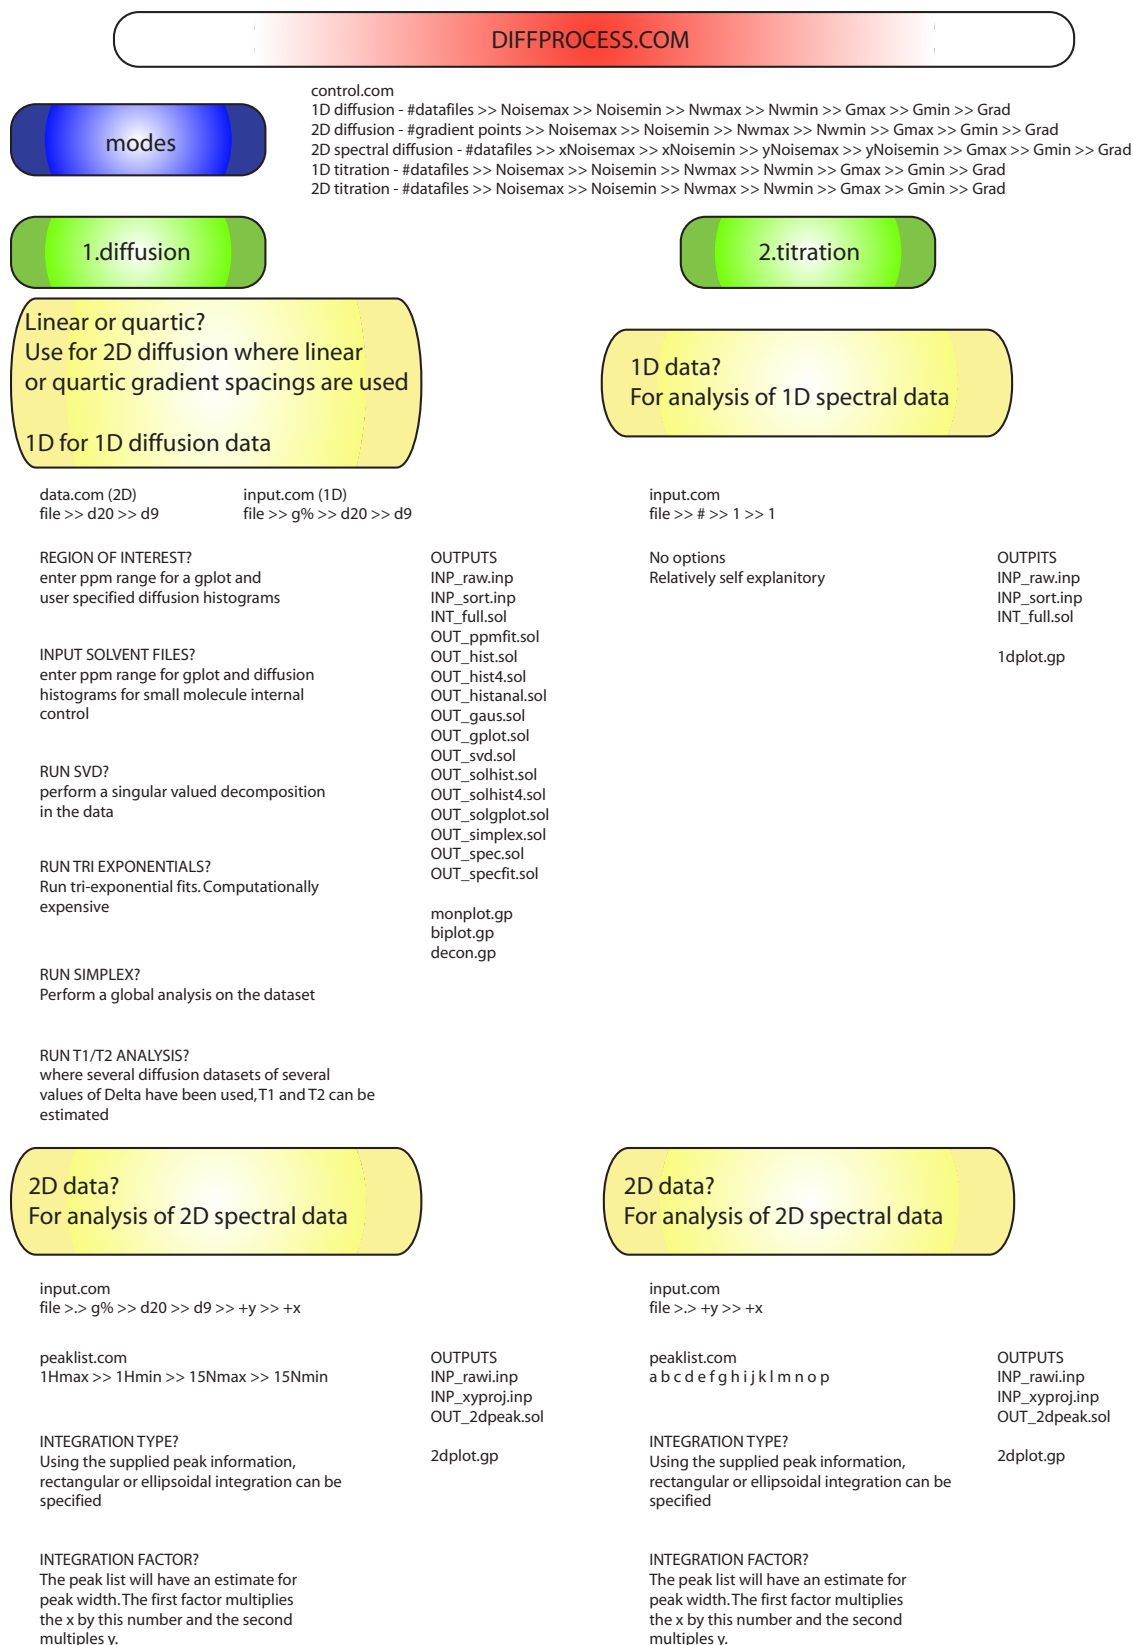 DIFFPROCESS.COM
modes
control.com
1D diffusion - #datafiles >> Noisemax >> Noisemin >> Nwmax >> Nwmin >> Gmax >> Gmin >> Grad
2D diffusion - #gradient points >> Noisemax >> Noisemin >> Nwmax >> Nwmin >> Gmax >> Gmin >> Grad
2D spectral diffusion - #datafiles >> xNoisemax >> xNoisemin >> yNoisemax >> yNoisemin >> Gmax >> Gmin >> Grad
1D titration - #datafiles >> Noisemax >> Noisemin >> Nwmax >> Nwmin >> Gmax >> Gmin >> Grad
2D titration - #datafiles >> Noisemax >> Noisemin >> Nwmax >> Nwmin >> Gmax >> Gmin >> Grad
1.diffusion
Linear or quartic?
Use for 2D diffusion where linear
or quartic gradient spacings are used
1D for 1D diffusion data
data.com (2D)
file >> d20 >> d9
input.com (1D)
file >> g% >> d20 >> d9
REGION OF INTEREST?
enter ppm range for a gplot and
user specified diffusion histograms
INPUT SOLVENT FILES?
enter ppm range for gplot and diffusion
histograms for small molecule internal
control
RUN SVD?
perform a singular valued decomposition
in the data
RUN TRI EXPONENTIALS?
Run tri-exponential fits. Computationally
expensive
RUN SIMPLEX?
Perform a global analysis on the dataset
RUN T1/T2 ANALYSIS?
where several diffusion datasets of several
values of Delta have been used, T1 and T2 can be
estimated
OUTPUTS
INP_raw.inp
INP_sort.inp
INT_full.sol
OUT_ppmfit.sol
OUT_hist.sol
OUT_hist4.sol
OUT_histanal.sol
OUT_gaus.sol
OUT_gplot.sol
OUT_svd.sol
OUT_solhist.sol
OUT_solhist4.sol
OUT_solgplot.sol
OUT_simplex.sol
OUT_spec.sol
OUT_specfit.sol
monplot.gp
biplot.gp
decon.gp
2.titration
1D data?
For analysis of 1D spectral data
input.com
file >> # >> 1 >> 1
No options
Relatively self explanitory
OUTPITS
INP_raw.inp
INP_sort.inp
INT_full.sol
1dplot.gp
2D data?
For analysis of 2D spectral data
input.com
file >.> g% >> d20 >> d9 >> +y >> +x
peaklist.com
1Hmax >> 1Hmin >> 15Nmax >> 15Nmin
INTEGRATION TYPE?
Using the supplied peak information,
rectangular or ellipsoidal integration can be
specified
INTEGRATION FACTOR?
The peak list will have an estimate for
peak width. The first factor multiplies
the x by this number and the second
multiples y.
OUTPUTS
INP_rawi.inp
INP_xyproj.inp
OUT_2dpeak.sol
2dplot.gp
2D data?
For analysis of 2D spectral data
input.com
file >.> +y >> +x
peaklist.com
a b c d e f g h i j k l m n o p
INTEGRATION TYPE?
Using the supplied peak information,
rectangular or ellipsoidal integration can be
specified
INTEGRATION FACTOR?
The peak list will have an estimate for
peak width. The first factor multiplies
the x by this number and the second
multiples y.
OUTPUTS
INP_rawi.inp
INP_xyproj.inp
OUT_2dpeak.sol
2dplot.gp